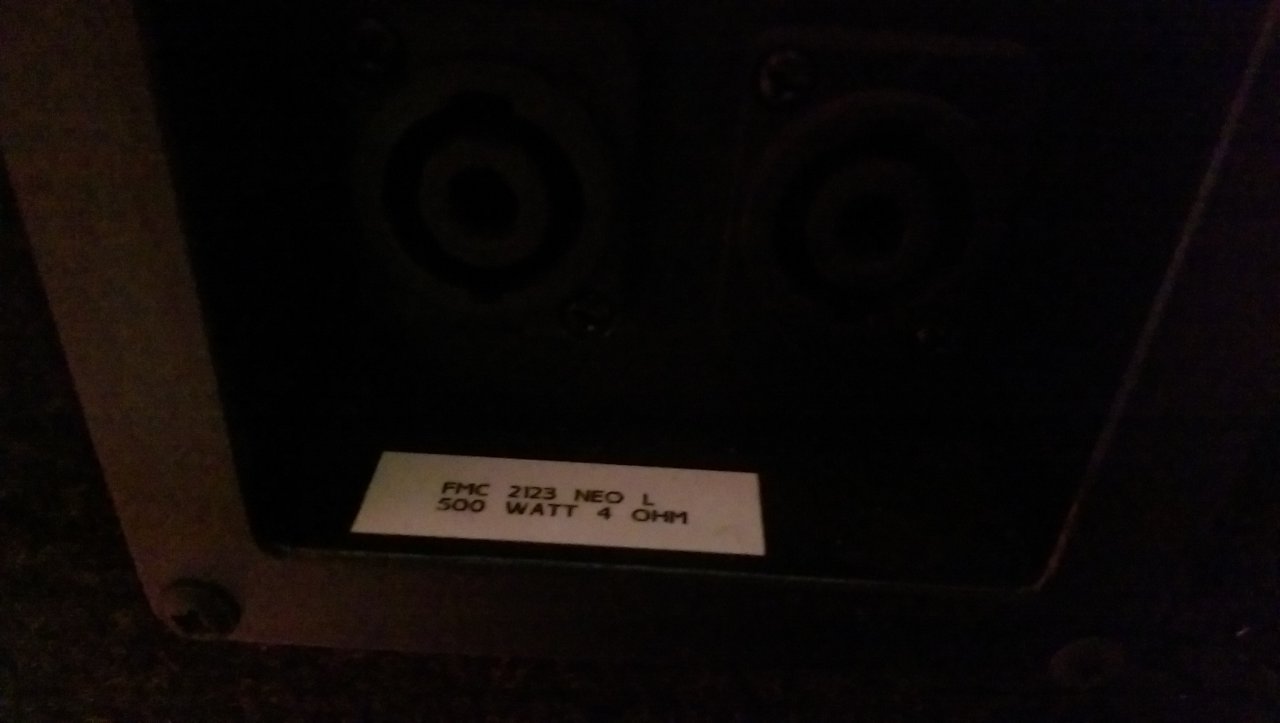 FMC 2123 NEO L
500 WATT 4 OHM